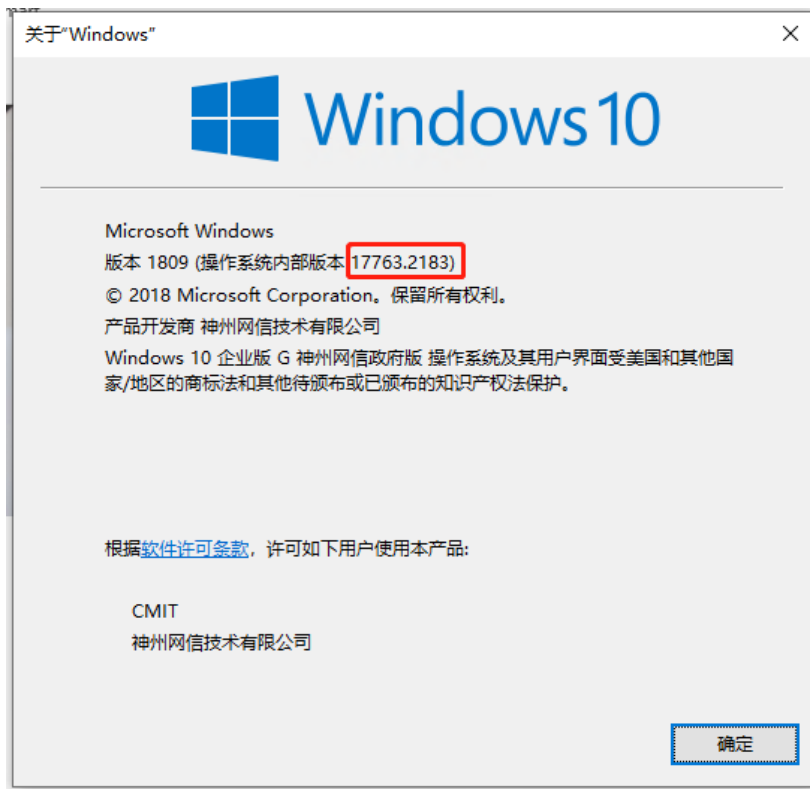 关于“Windows”
Windows 10
Microsoft Windows
版本 1809 (操作系统内部版本 17763.2183)
© 2018 Microsoft Corporation。保留所有权利。
产品开发商 神州网信技术有限公司
Windows 10 企业版 G 神州网信政府版 操作系统及其用户界面受美国和其他国
家/地区的商标法和其他待颁布或已颁布的知识产权法保护。
根据软件许可条款，许可如下用户使用本产品:
CMIT
神州网信技术有限公司
确定